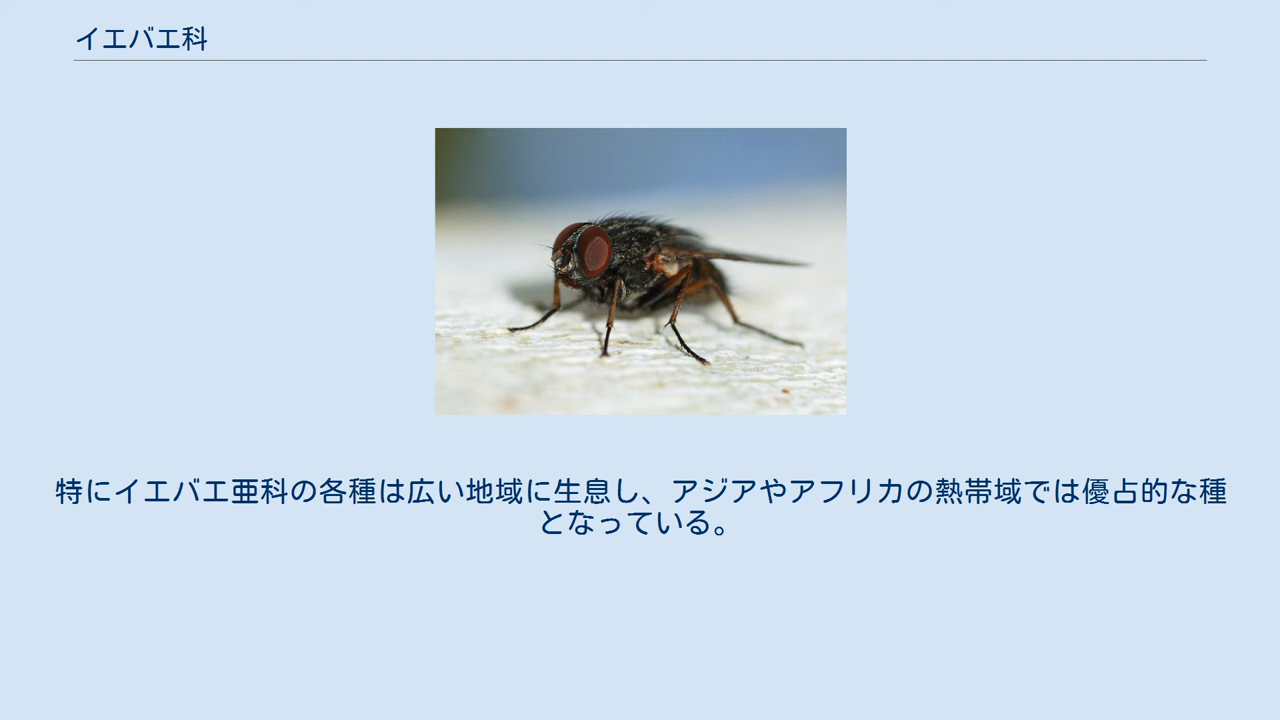 イエバエ科
特にイエバエ亜科の各種は広い地域に生息し、アジアやアフリカの熱帯域では優占的な種
となっている。